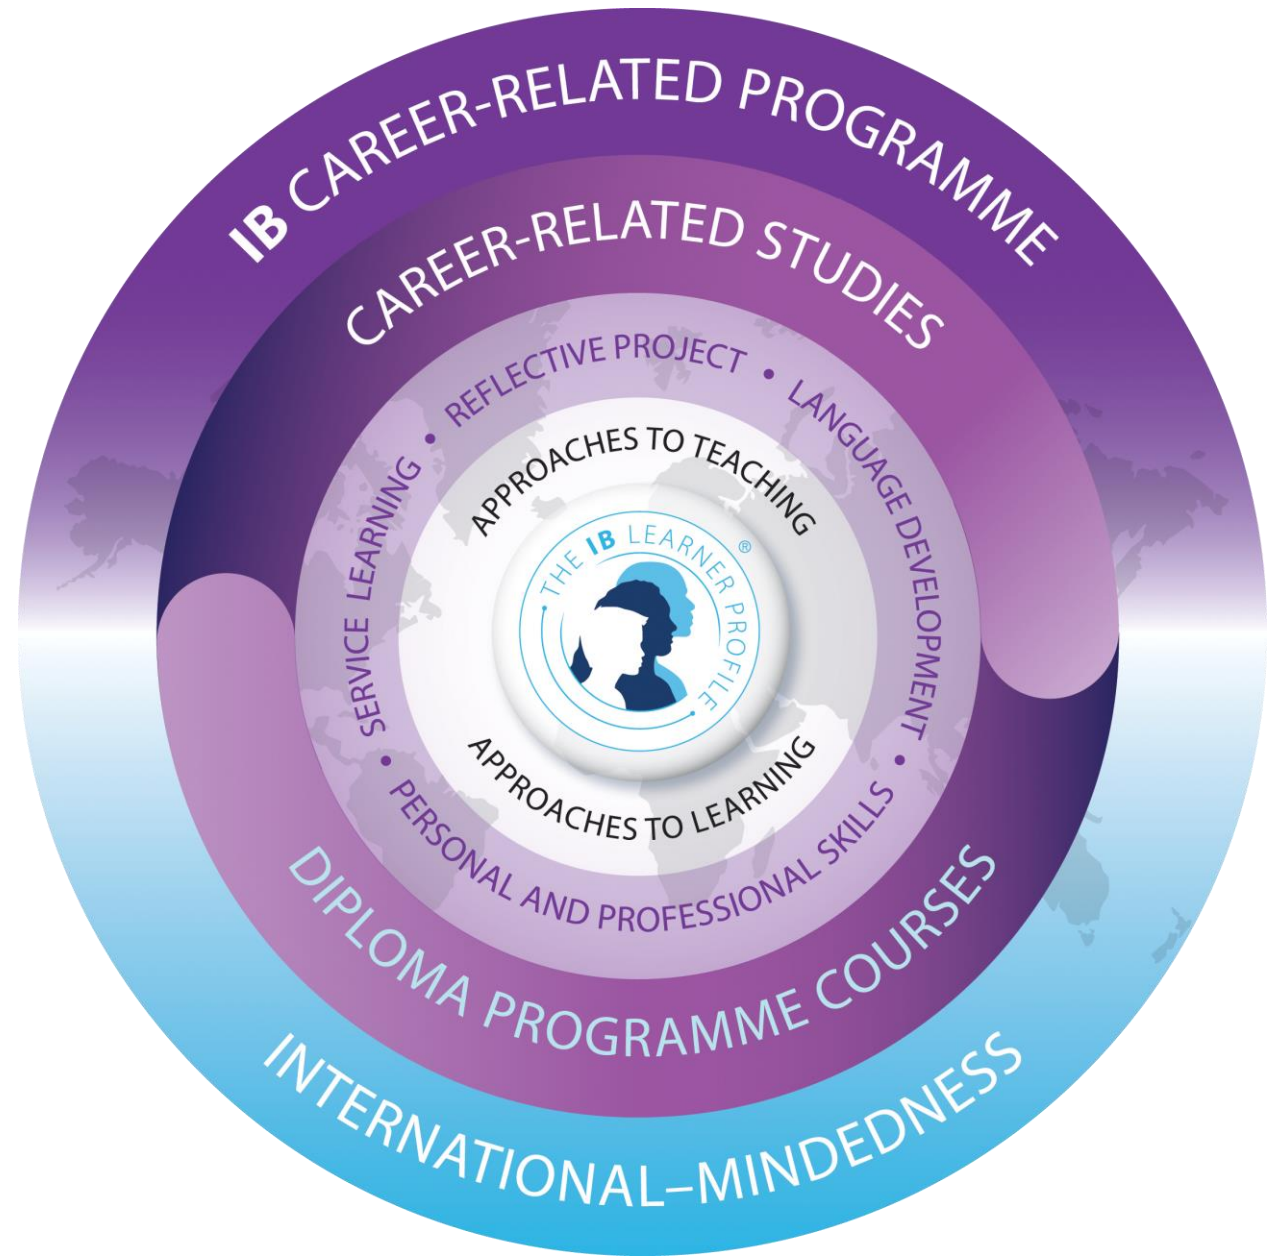 IB CAREER-RELATED PROGRAMME
CAREER-RELATED STUDIES
SERVICE LEARNING • REFLECTIVE PROJECT • LANGUAGE DEVELOPMENT •
• PERSONAL AND PROFESSIONAL SKILLS
APPROACHES TO TEACHING
THE IB LEARNER PROFILE ®
APPROACHES TO LEARNING
DIPLOMA PROGRAMME COURSES
INTERNATIONAL–MINDEDNESS